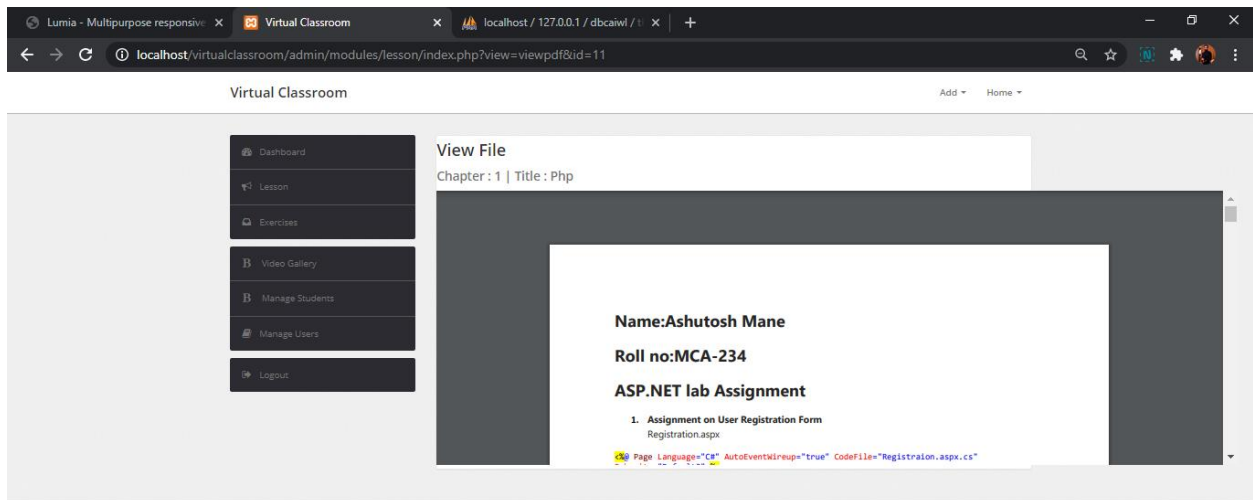 Lumia - Multipurpose responsive
Virtual Classroom
localhost / 127.0.0.1 / dbcaiwl / t
localhost/virtualclassroom/admin/modules/lesson/index.php?view=viewpdf&id=11
Virtual Classroom
Add
Home
Dashboard
Lesson
Exercises
B Video Gallery
B Manage Students
Manage Users
Logout
View File
Chapter : 1 | Title : Php
Name:Ashutosh Mane
Roll no:MCA-234
ASP.NET lab Assignment
1. Assignment on User Registration Form
Registration.aspx
<%@ Page Language="C#" AutoEventWireup="true" CodeFile="Registraion.aspx.cs"